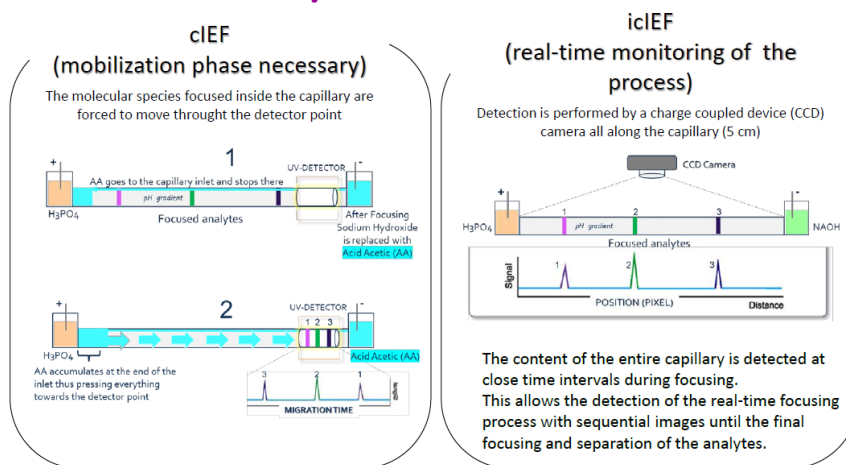 cIEF
(mobilization phase necessary)
The molecular species focused inside the capillary are
forced to move throught the detector point
1
UV-DETECTOR
+
-
AA goes to the capillary inlet and stops there
pH gradient
H₃PO₄
Focused analytes
After Focusing
Sodium Hydroxide
is replaced with
Acid Acetic (AA)
2
UV-DETECTOR
+
-
1 2 3
H₃PO₄
Acid Acetic (AA)
AA accumulates at the end of the
inlet thus pressing everything
towards the detector point
3 2 1
Signal
MIGRATION TIME
icIEF
(real-time monitoring of the
process)
Detection is performed by a charge coupled device (CCD)
camera all along the capillary (5 cm)
CCD Camera
+
-
1 2 3
H₃PO₄
pH gradient
NAOH
Focused analytes
Signal
1 2 3
POSITION (PIXEL)
Distance
The content of the entire capillary is detected at
close time intervals during focusing.
This allows the detection of the real-time focusing
process with sequential images until the final
focusing and separation of the analytes.